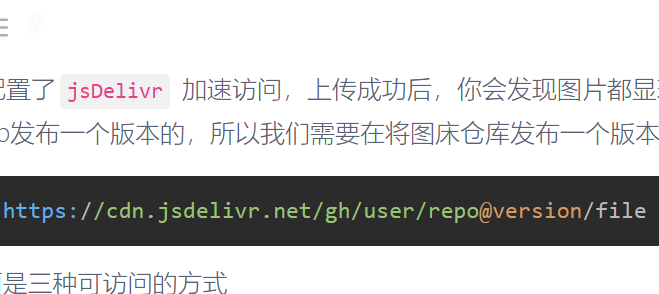 #
配置了 jsDelivr 加速访问，上传成功后，你会发现图片都显
b发布一个版本的，所以我们需要在将图床仓库发布一个版本
https://cdn.jsdelivr.net/gh/user/repo@version/file
是三种可访问的方式